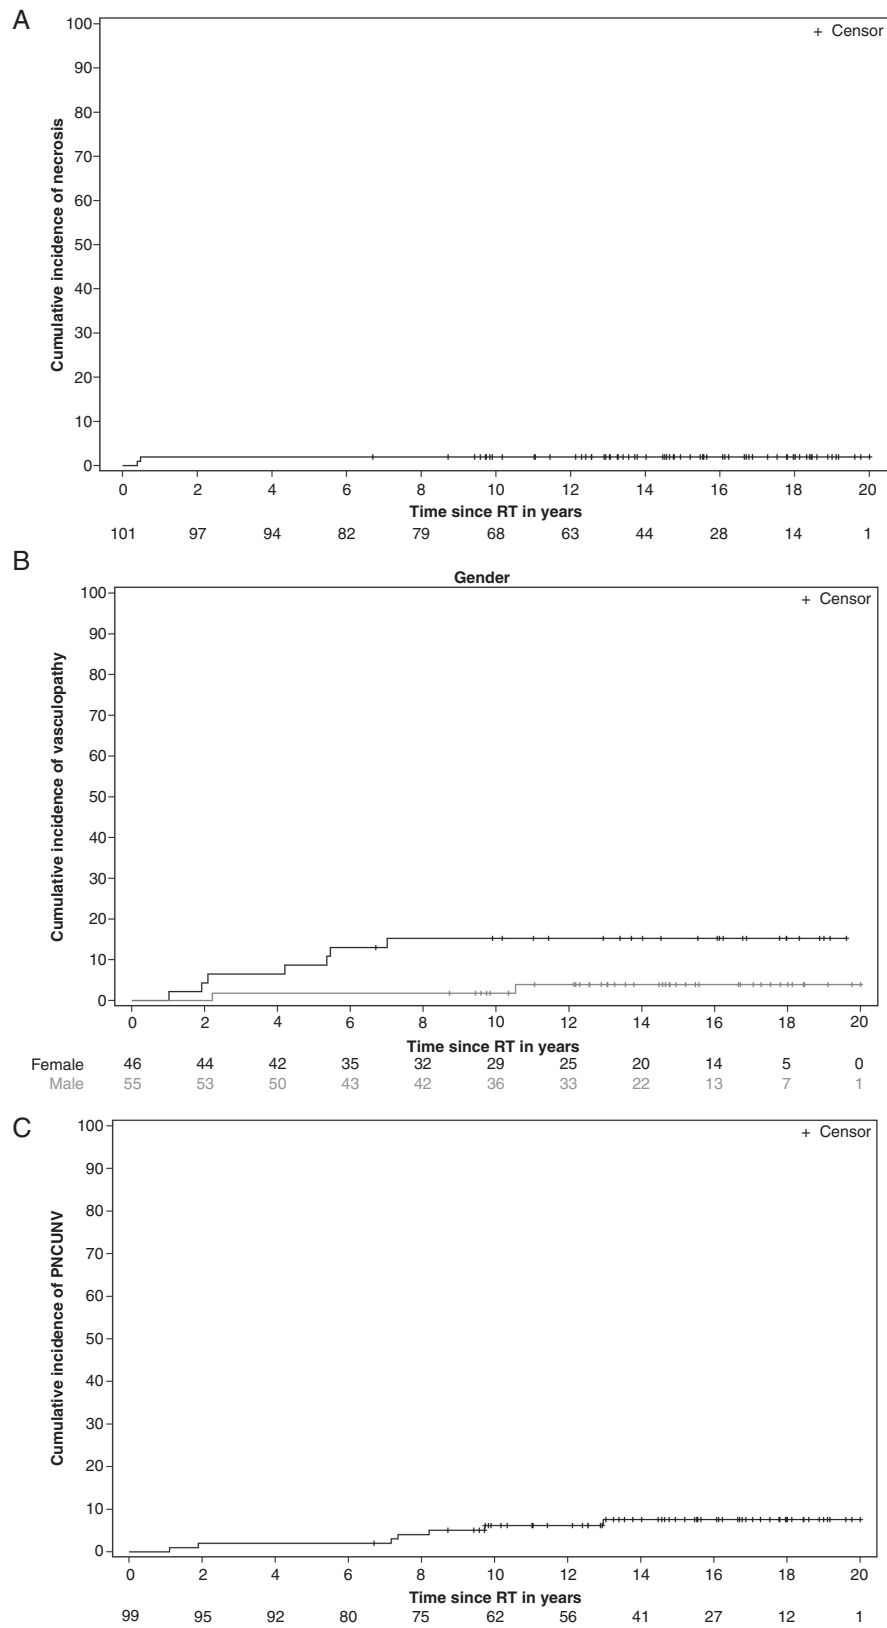 A
+ Censor
Cumulative incidence of necrosis
100
90
80
70
60
50
40
30
20
10
0
0 2 4 6 8 10 12 14 16 18 20
Time since RT in years
101 97 94 82 79 68 63 44 28 14 1
B
Gender
+ Censor
Cumulative incidence of vasculopathy
100
90
80
70
60
50
40
30
20
10
0
0 2 4 6 8 10 12 14 16 18 20
Time since RT in years
Female 46 44 42 35 32 29 25 20 14 5 0
Male 55 53 50 43 42 36 33 22 13 7 1
C
+ Censor
Cumulative incidence of PNCUNV
100
90
80
70
60
50
40
30
20
10
0
0 2 4 6 8 10 12 14 16 18 20
Time since RT in years
99 95 92 80 75 62 56 41 27 12 1